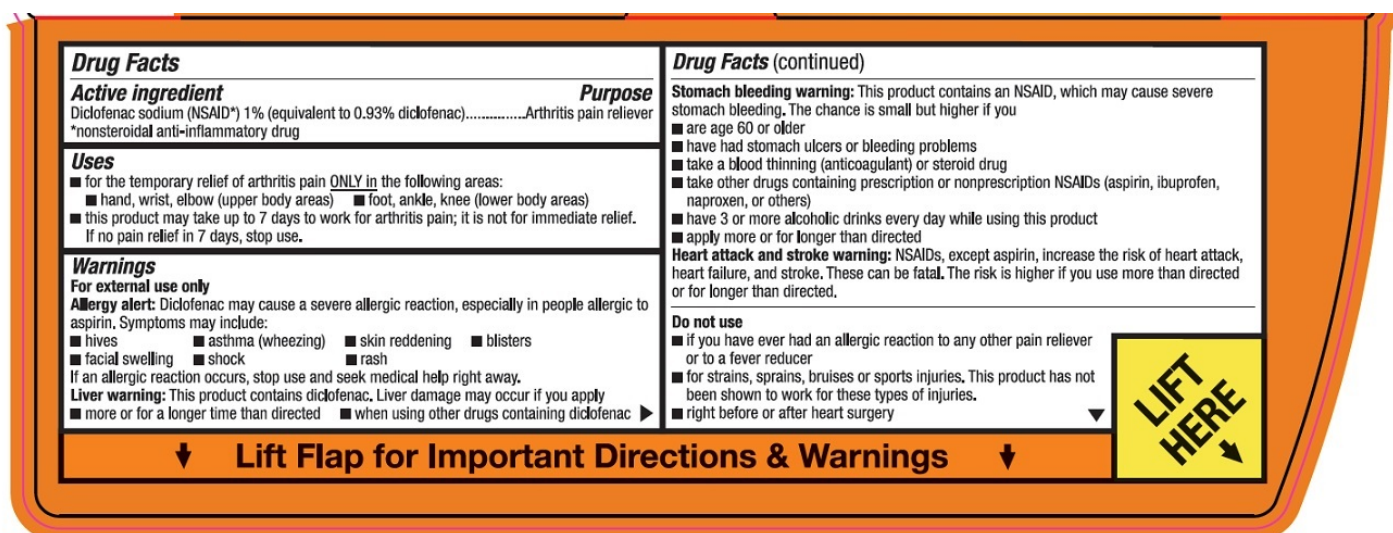 Drug Facts
Active ingredient Purpose
Diclofenac sodium (NSAID*) 1% (equivalent to 0.93% diclofenac)...............Arthritis pain reliever
*nonsteroidal anti-inflammatory drug
Uses
■ for the temporary relief of arthritis pain ONLY in the following areas:
■ hand, wrist, elbow (upper body areas) ■ foot, ankle, knee (lower body areas)
■ this product may take up to 7 days to work for arthritis pain; it is not for immediate relief.
If no pain relief in 7 days, stop use.
Warnings
For external use only
Allergy alert: Diclofenac may cause a severe allergic reaction, especially in people allergic to
aspirin. Symptoms may include:
■ hives ■ asthma (wheezing) ■ skin reddening ■ blisters
■ facial swelling ■ shock ■ rash
If an allergic reaction occurs, stop use and seek medical help right away.
Liver warning: This product contains diclofenac. Liver damage may occur if you apply
■ more or for a longer time than directed ■ when using other drugs containing diclofenac ▶
Drug Facts (continued)
Stomach bleeding warning: This product contains an NSAID, which may cause severe
stomach bleeding. The chance is small but higher if you
■ are age 60 or older
■ have had stomach ulcers or bleeding problems
■ take a blood thinning (anticoagulant) or steroid drug
■ take other drugs containing prescription or nonprescription NSAIDs (aspirin, ibuprofen,
naproxen, or others)
■ have 3 or more alcoholic drinks every day while using this product
■ apply more or for longer than directed
Heart attack and stroke warning: NSAIDs, except aspirin, increase the risk of heart attack,
heart failure, and stroke. These can be fatal. The risk is higher if you use more than directed
or for longer than directed.
Do not use
■ if you have ever had an allergic reaction to any other pain reliever
or to a fever reducer
■ for strains, sprains, bruises or sports injuries. This product has not
been shown to work for these types of injuries.
■ right before or after heart surgery ▼
LIFT
HERE
Lift Flap for Important Directions & Warnings